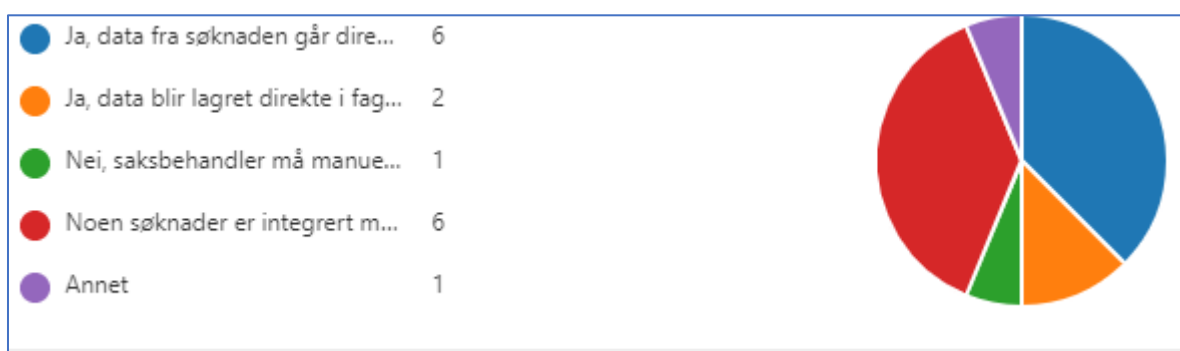 Ja, data fra søknaden går dire... 6
Ja, data blir lagret direkte i fag... 2
Nei, saksbehandler må manue... 1
Noen søknader er integrert m... 6
Annet 1